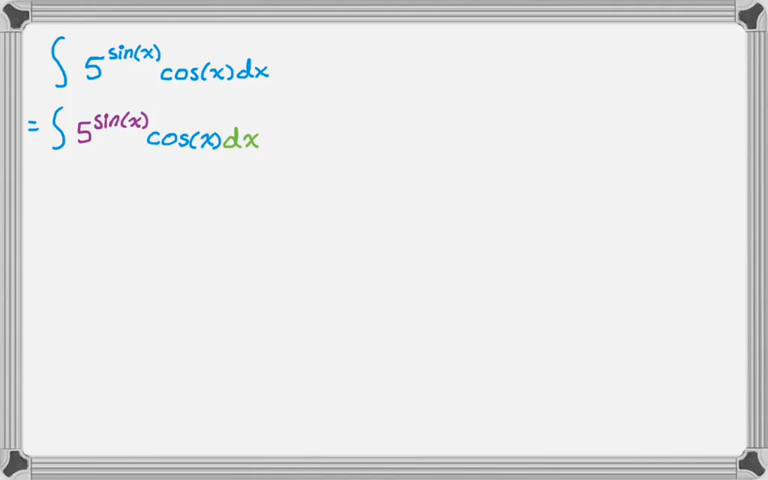 ∫ 5^sin(x) cos(x)dx
= ∫ 5^sin(x) cos(x)dx